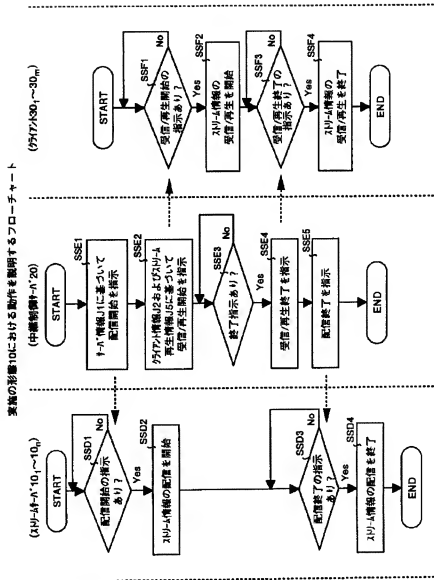 実施の形態10における動作を説明するフローチャート
(ストリームサーバ10₁〜10ₙ)
START
SSD1
配信開始の指示
あり?
No
Yes
SSD2
ストリーム情報の配信を開始
SSD3
配信終了の指示
あり?
No
Yes
SSD4
ストリーム情報の配信を終了
END
(中継制御サーバ20)
START
SSE1
サーバ情報J1に基づいて
配信開始を指示
SSE2
クライアント情報J2およびストリーム
再生情報J5に基づいて
受信/再生開始を指示
SSE3
終了指示あり?
No
Yes
SSE4
受信/再生終了を指示
SSE5
配信終了を指示
END
(クライアント30₁〜30ₘ)
START
SSF1
受信/再生開始の
指示あり?
No
Yes
SSF2
ストリーム情報の
受信/再生を開始
SSF3
受信/再生終了の
指示あり?
No
Yes
SSF4
ストリーム情報の
受信/再生を終了
END